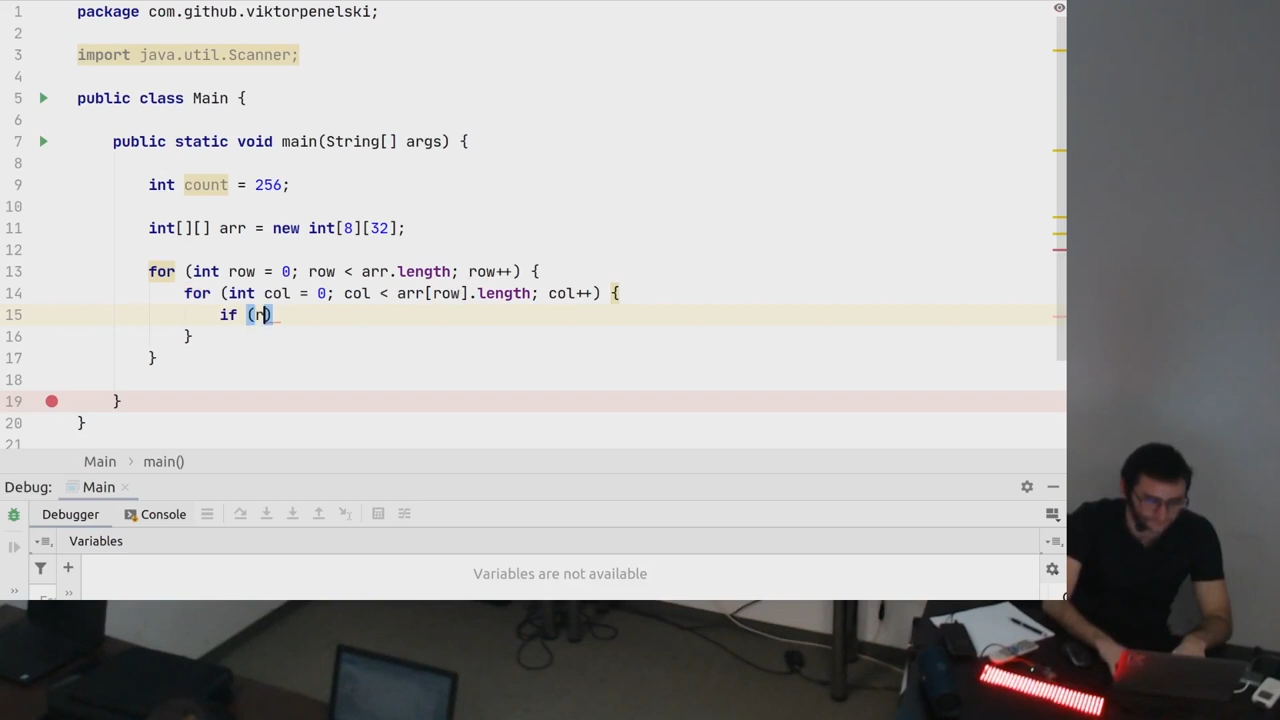 1 package com.github.viktorpenelski;
2
3 import java.util.Scanner;
4
5 public class Main {
6
7 public static void main(String[] args) {
8
9 int count = 256;
10
11 int[][] arr = new int[8][32];
12
13 for (int row = 0; row < arr.length; row++) {
14 for (int col = 0; col < arr[row].length; col++) {
15 if (r)
16 }
17 }
18
19 }
20 }
21
Main > main()
Debug: Main
Debugger Console
Variables
Variables are not available